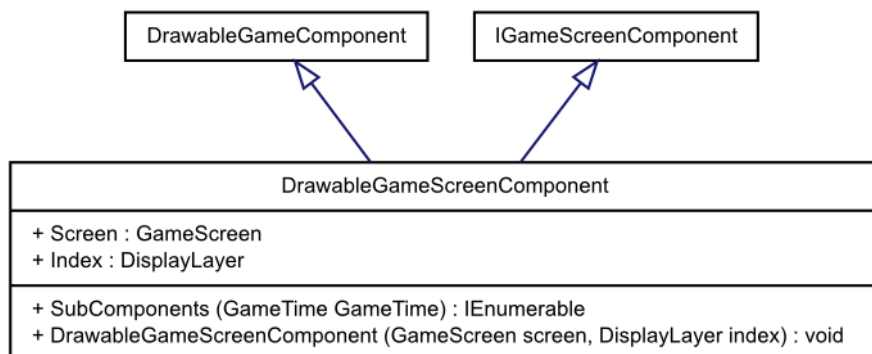 DrawableGameComponent
IGameScreenComponent
DrawableGameScreenComponent
+ Screen : GameScreen
+ Index : DisplayLayer
+ SubComponents (GameTime GameTime) : IEnumerable
+ DrawableGameScreenComponent (GameScreen screen, DisplayLayer index) : void